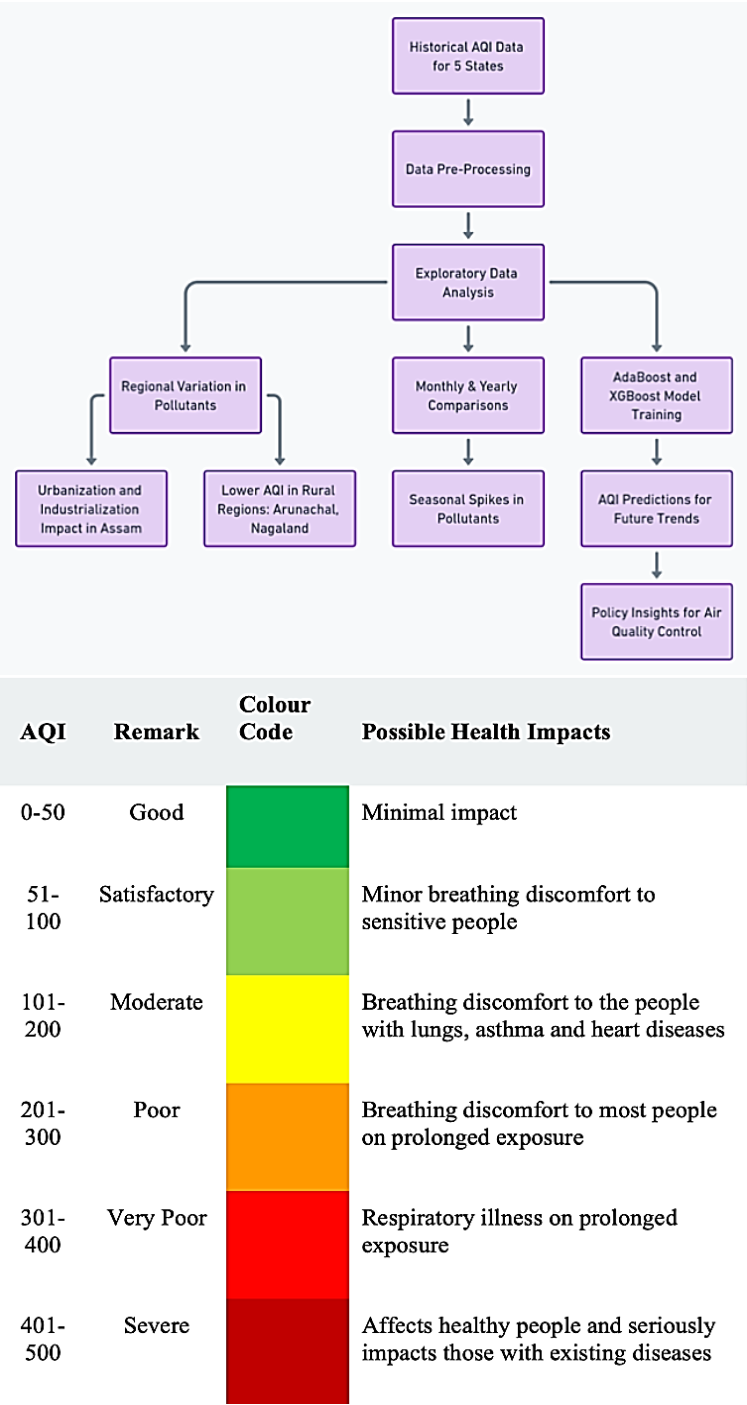 Historical AQI Data
for 5 States
Data Pre-Processing
Exploratory Data
Analysis
Regional Variation in
Pollutants
Monthly & Yearly
Comparisons
AdaBoost and
XGBoost Model
Training
Urbanization and
Industrialization
Impact in Assam
Lower AQI in Rural
Regions: Arunachal,
Nagaland
Seasonal Spikes in
Pollutants
AQI Predictions for
Future Trends
Policy Insights for Air
Quality Control
AQI Remark Colour Code Possible Health Impacts
0-50 Good Minimal impact
51-100 Satisfactory Minor breathing discomfort to
sensitive people
101-200 Moderate Breathing discomfort to the people
with lungs, asthma and heart diseases
201-300 Poor Breathing discomfort to most people
on prolonged exposure
301-400 Very Poor Respiratory illness on prolonged
exposure
401-500 Severe Affects healthy people and seriously
impacts those with existing diseases